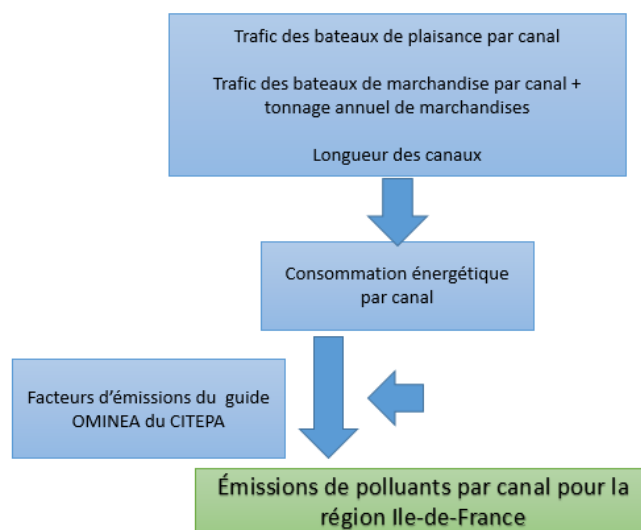 Trafic des bateaux de plaisance par canal
Trafic des bateaux de marchandise par canal +
tonnage annuel de marchandises
Longueur des canaux
Consommation énergétique
par canal
Facteurs d'émissions du guide
OMINEA du CITEPA
Émissions de polluants par canal pour la
région Ile-de-France